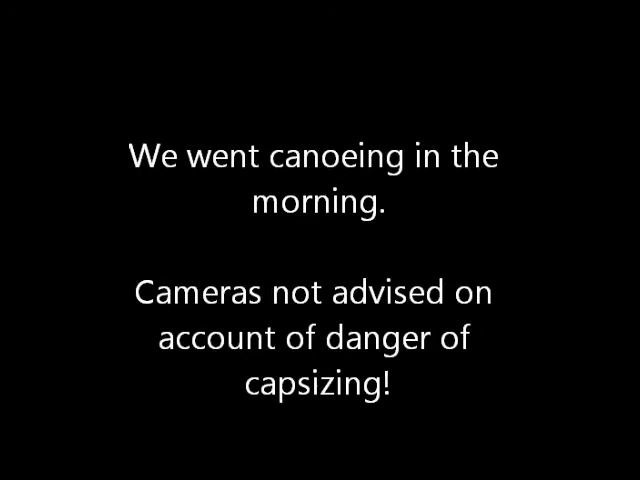 We went canoeing in the
morning.
Cameras not advised on
account of danger of
capsizing!